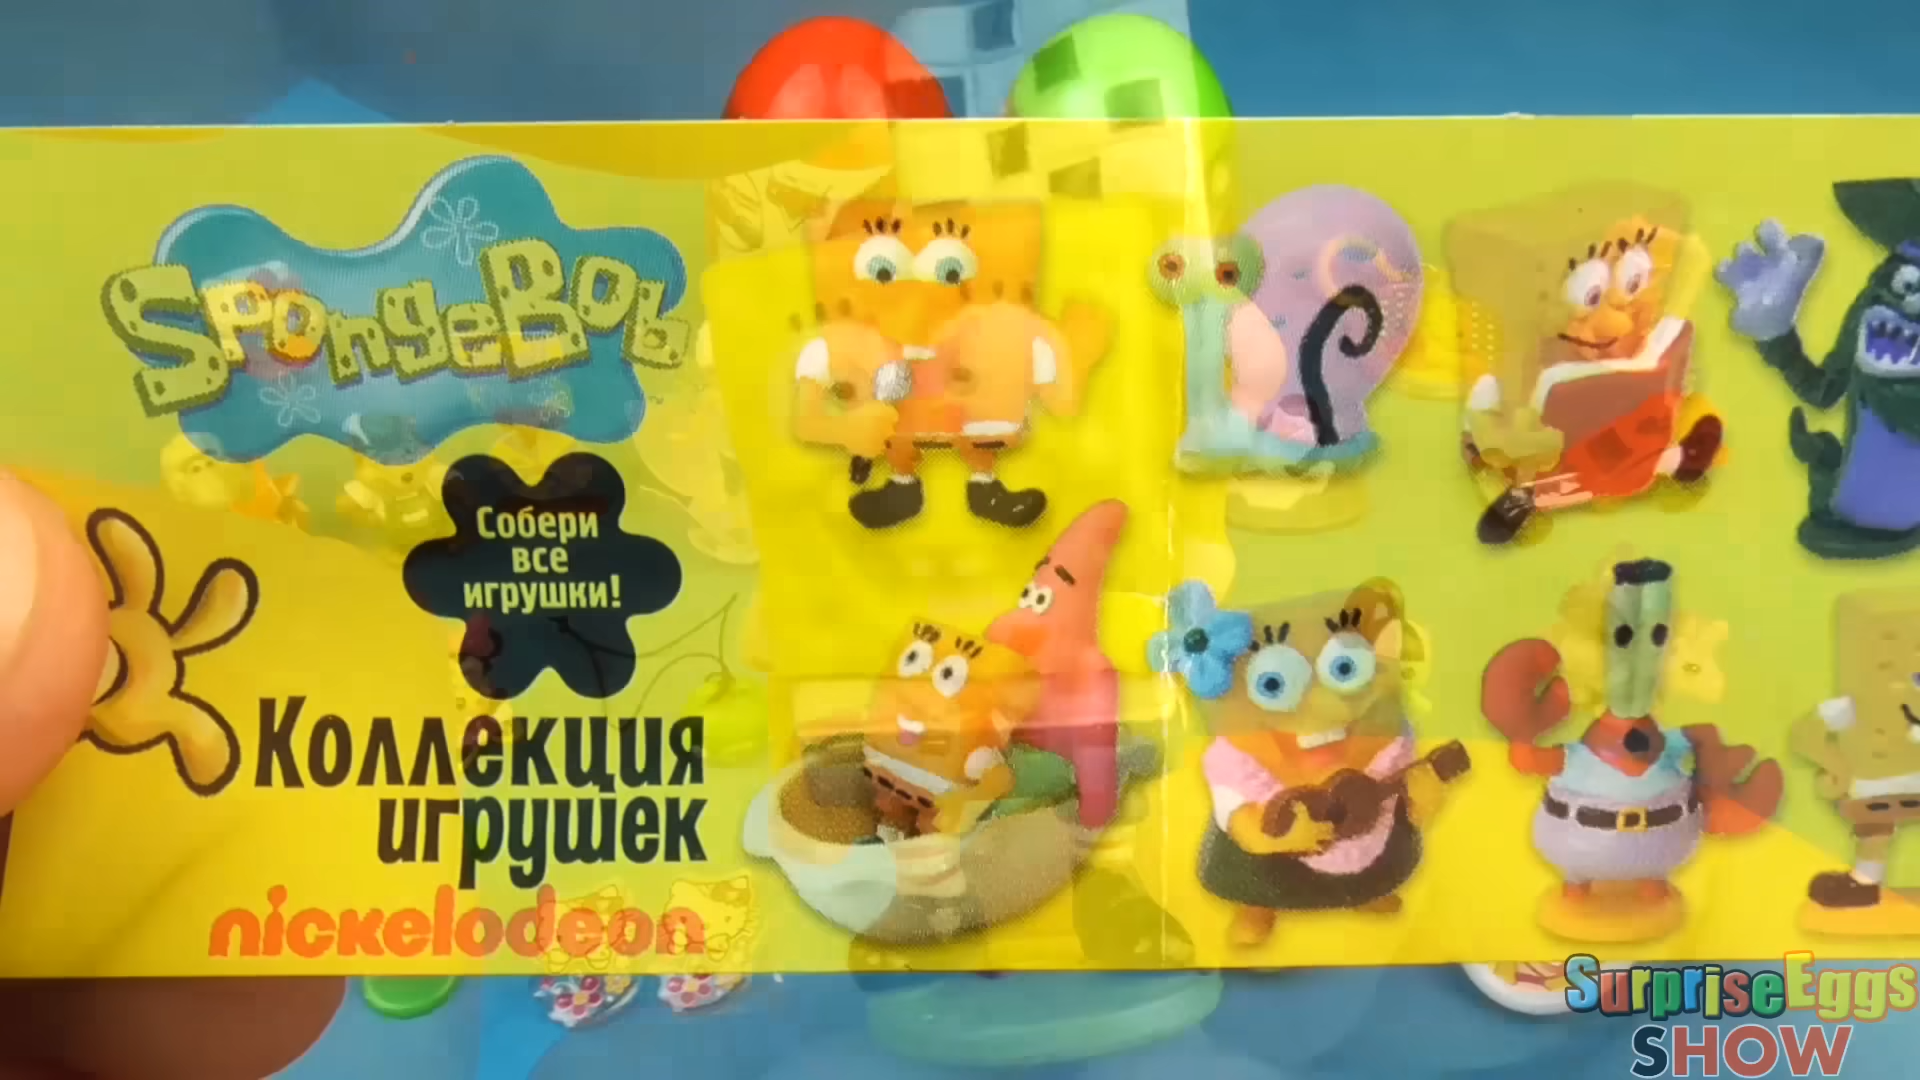 SpongeBob
Собери
все
игрушки!
Коллекция
игрушек
nickelodeon
SurpriseEggs
SHOW